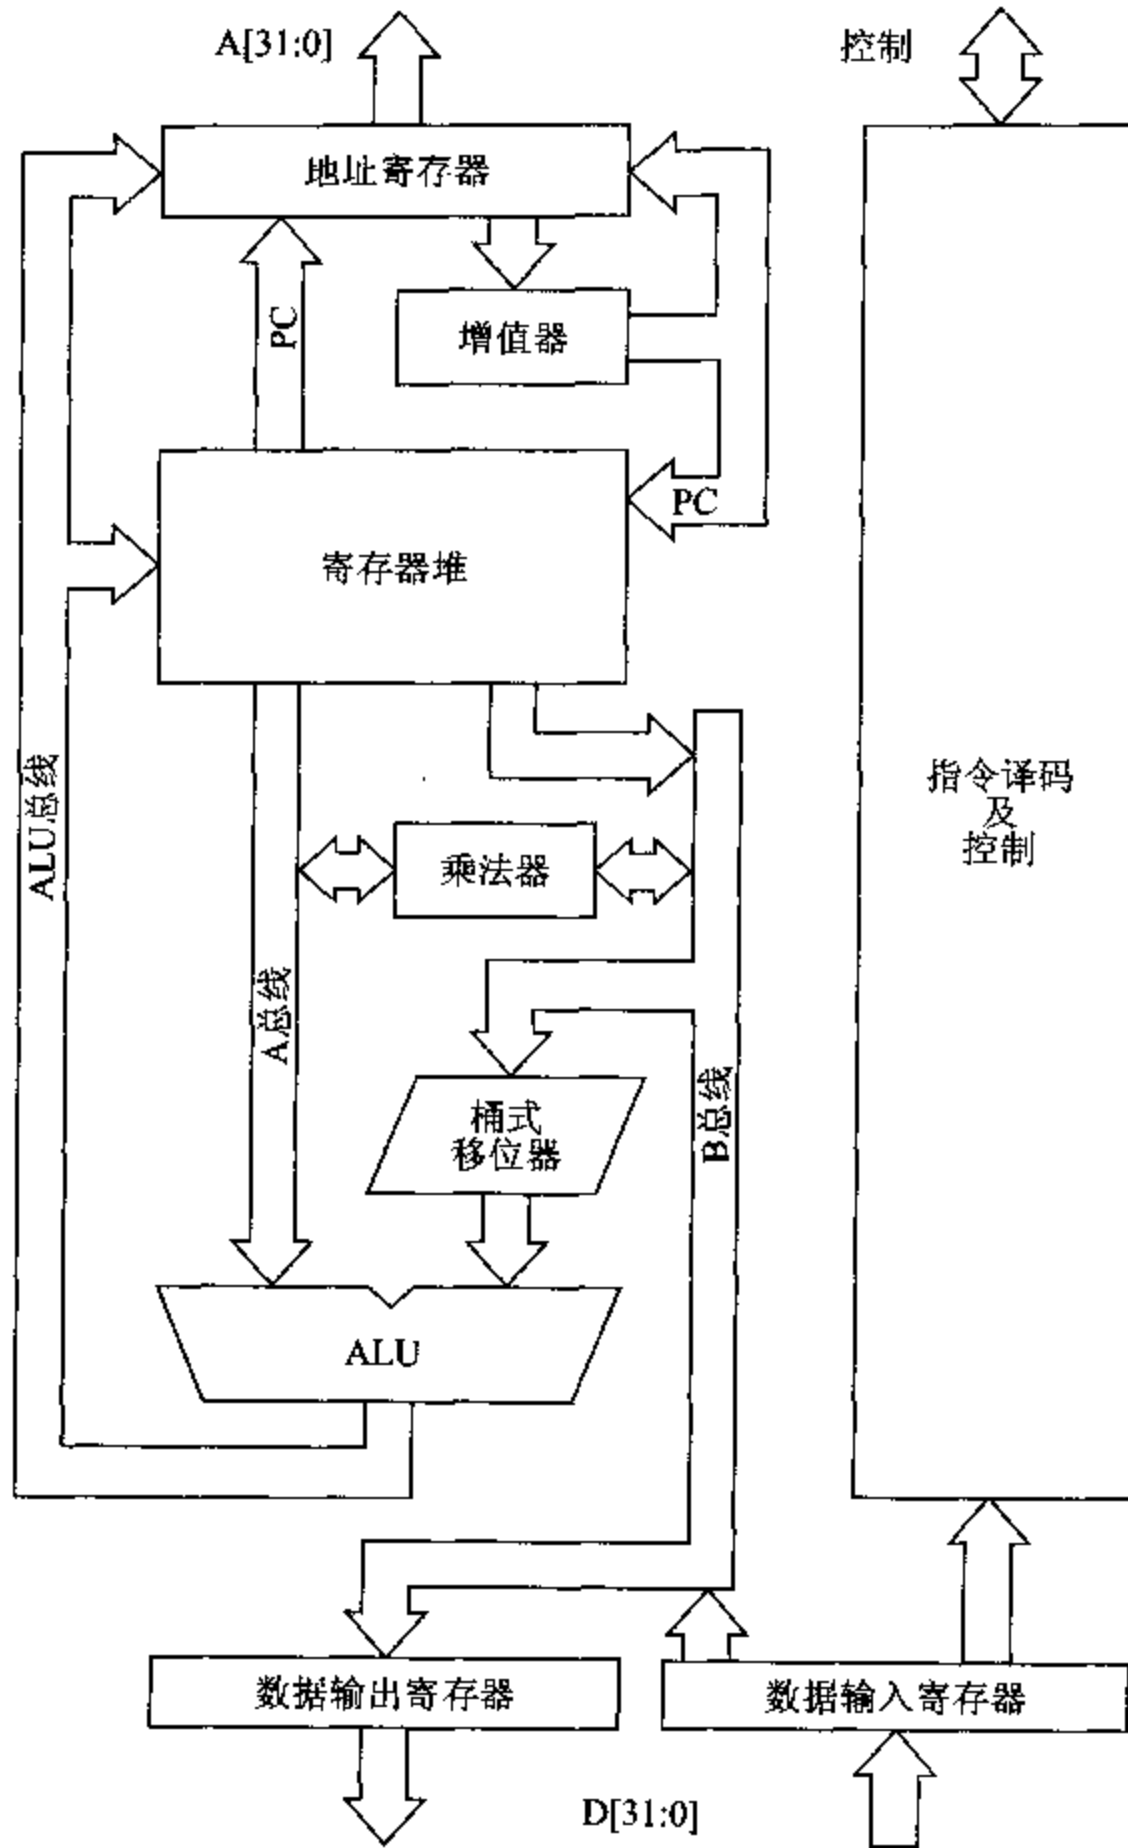 A[31:0]
控制
地址寄存器
PC
增值器
PC
寄存器堆
ALU总线
指令译码
及
控制
乘法器
A总线
B总线
桶式
移位器
ALU
数据输出寄存器
数据输入寄存器
D[31:0]